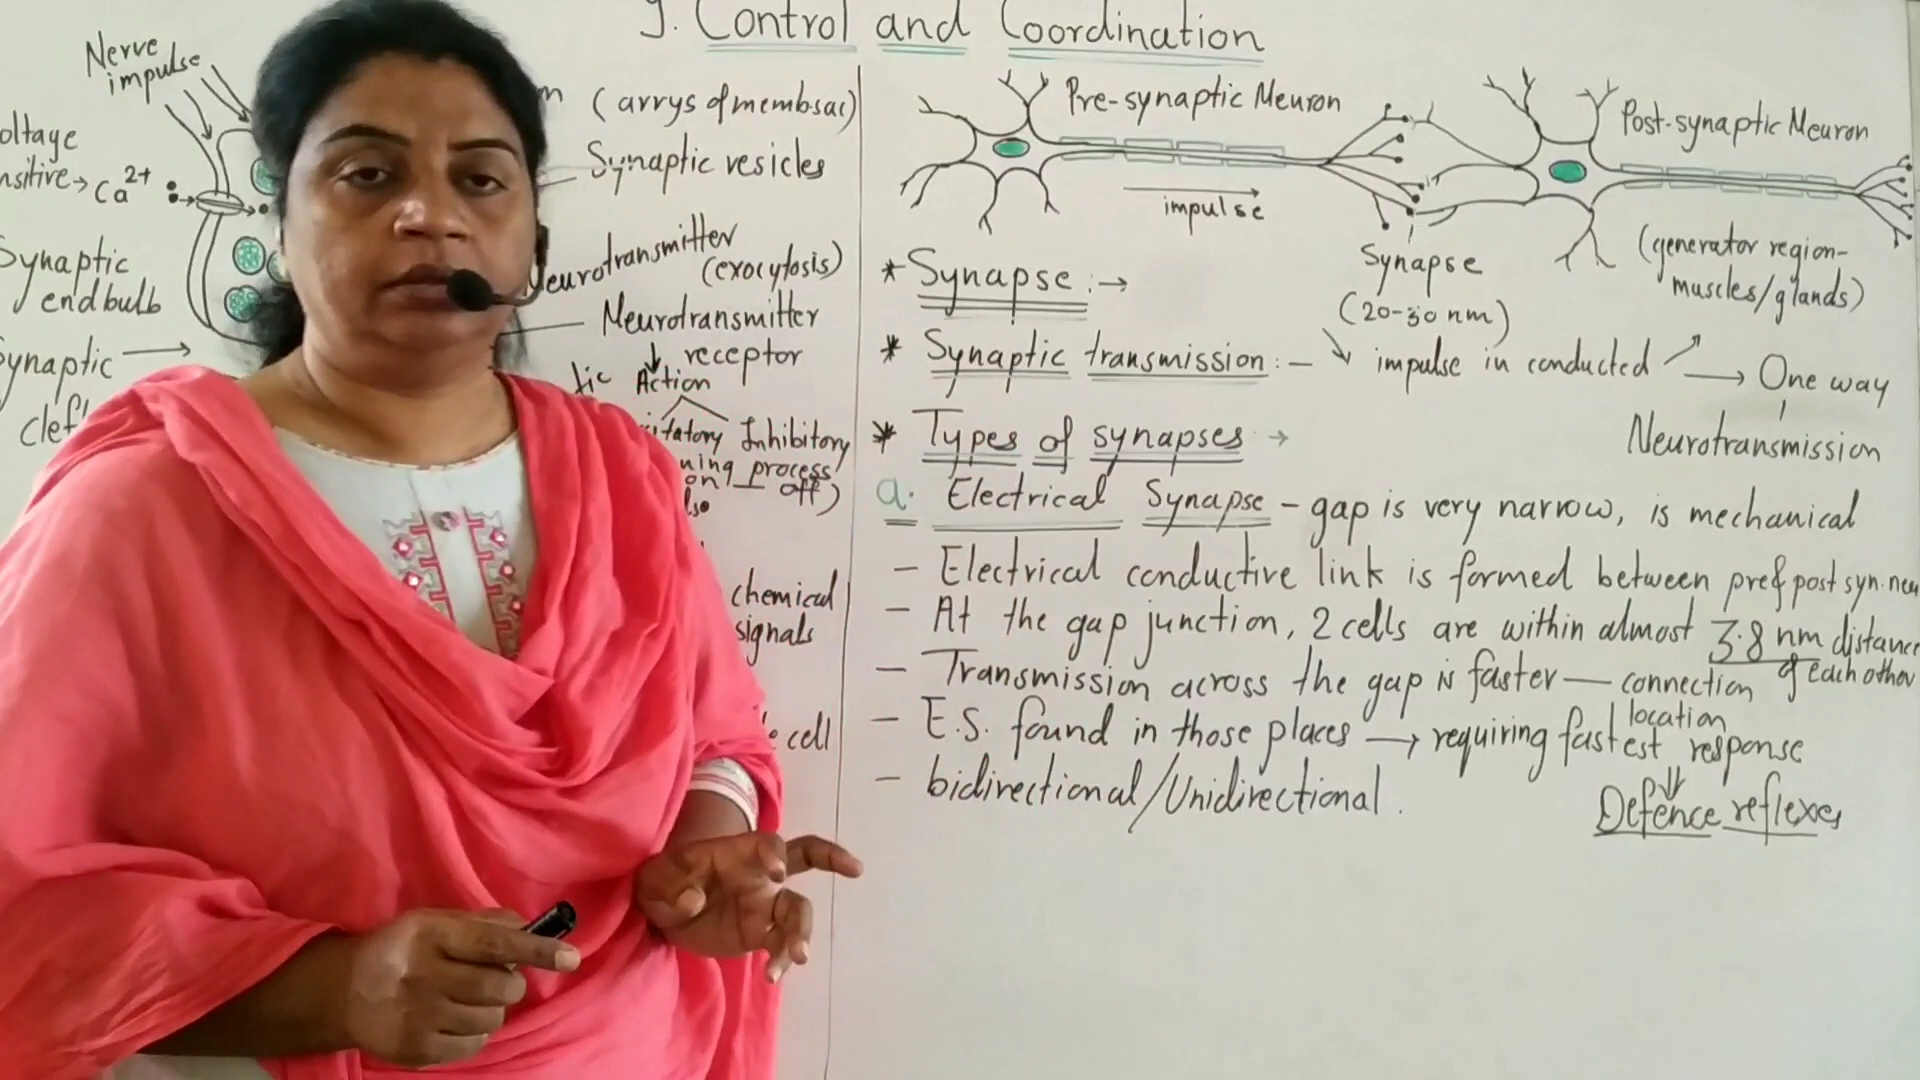 9. Control and Coordination
Nerve
impulse
Ca2+
Synaptic
end bulb
(arrys of memb sac)
Synaptic vesicles
Neurotransmitter
(exocytosis)
Neurotransmitter
receptor
Action
Inhibitory
process
off)
chemical
signals
cell
Pre-synaptic Neuron
impulse
Synapse
(20-30 nm)
Post-synaptic Neuron
(generator region-
muscles/glands)
* Synapse :→
* Synaptic transmission :— ↘ impulse in conducted ↗ → One way
Neurotransmission
* Types of synapses →
a. Electrical Synapse - gap is very narrow, is mechanical
- Electrical conductive link is formed between pre & post syn. neu
- At the gap junction, 2 cells are within almost 3.8 nm distance
of each other
- Transmission across the gap is faster — connection
location
- E.S. found in those places → requiring fastest response
⇓
Defence reflexes
- bidirectional/Unidirectional.